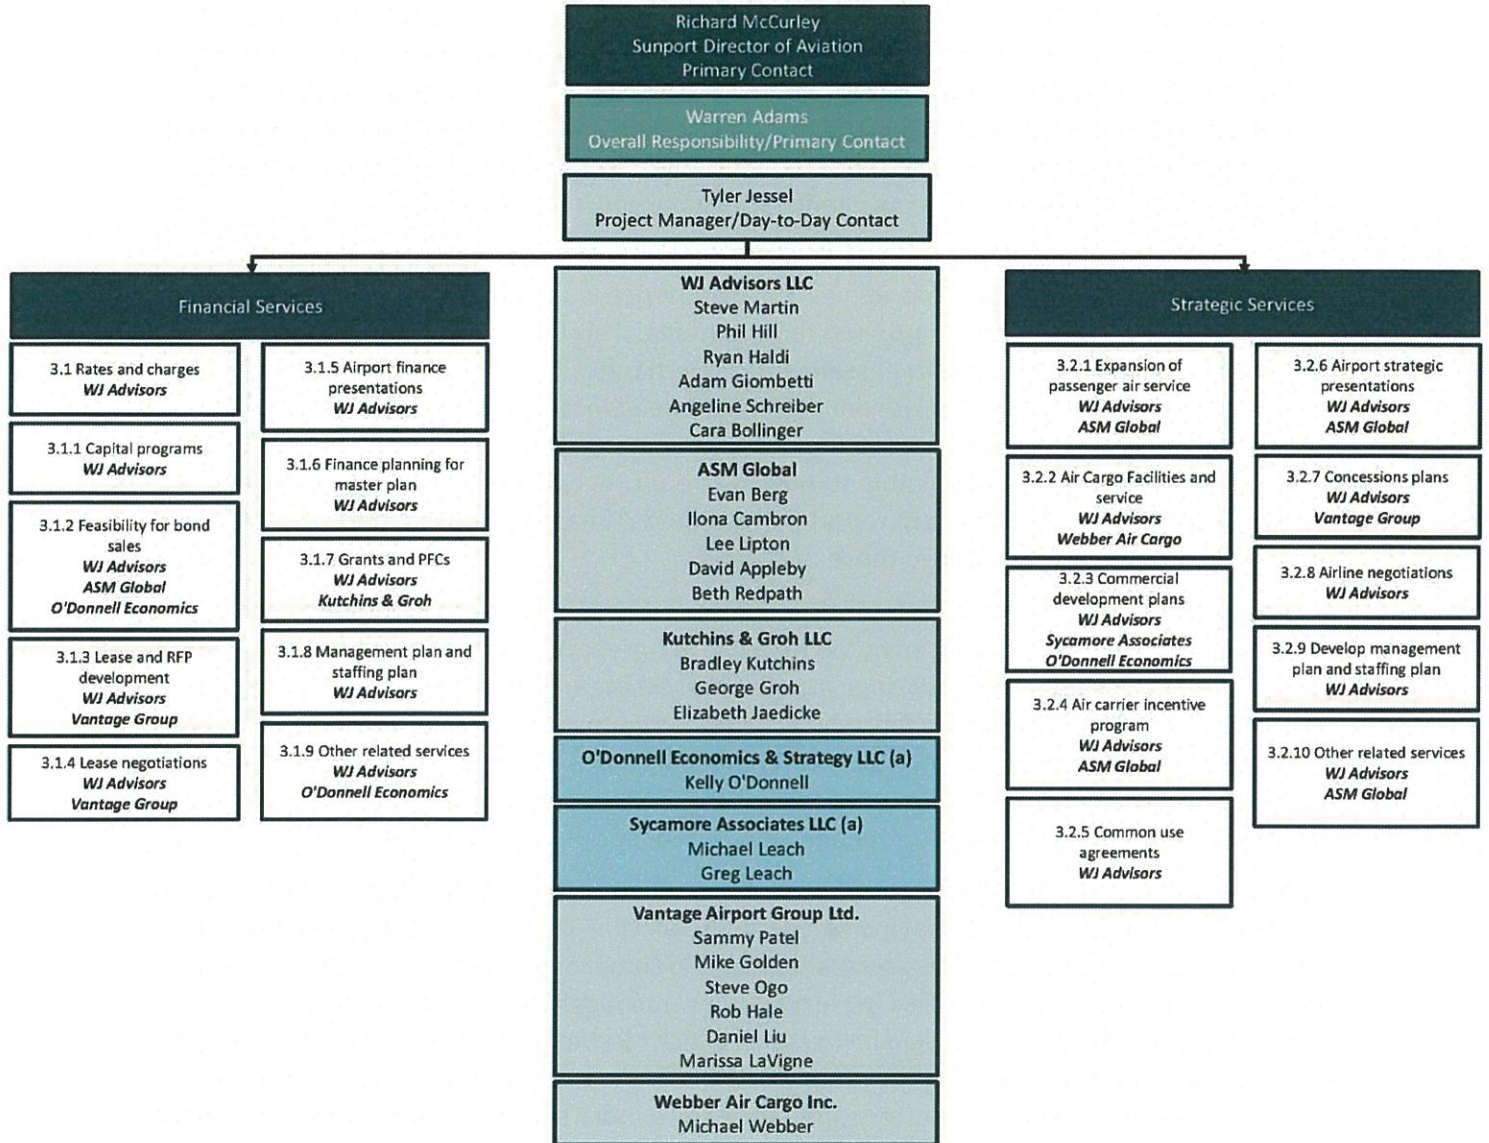 Richard McCurley
Sunport Director of Aviation
Primary Contact
Warren Adams
Overall Responsibility/Primary Contact
Tyler Jessel
Project Manager/Day-to-Day Contact
Financial Services
3.1 Rates and charges
WJ Advisors
3.1.1 Capital programs
WJ Advisors
3.1.2 Feasibility for bond
sales
WJ Advisors
ASM Global
O'Donnell Economics
3.1.3 Lease and RFP
development
WJ Advisors
Vantage Group
3.1.4 Lease negotiations
WJ Advisors
Vantage Group
3.1.5 Airport finance
presentations
WJ Advisors
3.1.6 Finance planning for
master plan
WJ Advisors
3.1.7 Grants and PFCs
WJ Advisors
Kutchins & Groh
3.1.8 Management plan and
staffing plan
WJ Advisors
3.1.9 Other related services
WJ Advisors
O'Donnell Economics
WJ Advisors LLC
Steve Martin
Phil Hill
Ryan Haldi
Adam Giombetti
Angeline Schreiber
Cara Bollinger
ASM Global
Evan Berg
Ilona Cambron
Lee Lipton
David Appleby
Beth Redpath
Kutchins & Groh LLC
Bradley Kutchins
George Groh
Elizabeth Jaedicke
O'Donnell Economics & Strategy LLC (a)
Kelly O'Donnell
Sycamore Associates LLC (a)
Michael Leach
Greg Leach
Vantage Airport Group Ltd.
Sammy Patel
Mike Golden
Steve Ogo
Rob Hale
Daniel Liu
Marissa LaVigne
Webber Air Cargo Inc.
Michael Webber
Strategic Services
3.2.1 Expansion of
passenger air service
WJ Advisors
ASM Global
3.2.2 Air Cargo Facilities and
service
WJ Advisors
Webber Air Cargo
3.2.3 Commercial
development plans
WJ Advisors
Sycamore Associates
O'Donnell Economics
3.2.4 Air carrier incentive
program
WJ Advisors
ASM Global
3.2.5 Common use
agreements
WJ Advisors
3.2.6 Airport strategic
presentations
WJ Advisors
ASM Global
3.2.7 Concessions plans
WJ Advisors
Vantage Group
3.2.8 Airline negotiations
WJ Advisors
3.2.9 Develop management
plan and staffing plan
WJ Advisors
3.2.10 Other related services
WJ Advisors
ASM Global